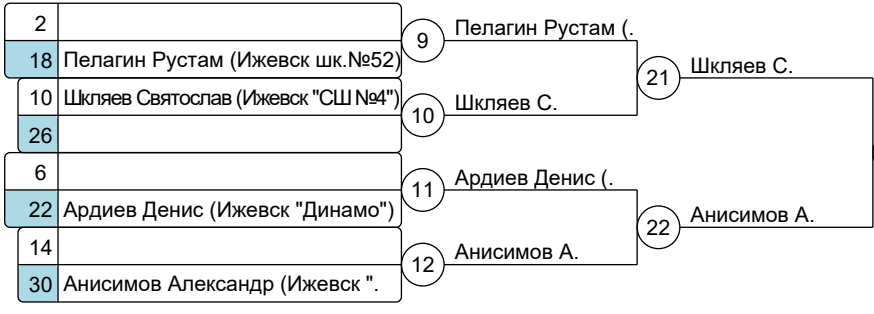 2
18 Пелагин Рустам (Ижевск шк.№52)
9 Пелагин Рустам (.
10 Шкляев Святослав (Ижевск "СШ №4")
26
10 Шкляев С.
21 Шкляев С.
6
22 Ардиев Денис (Ижевск "Динамо")
11 Ардиев Денис (.
14
30 Анисимов Александр (Ижевск ".
12 Анисимов А.
22 Анисимов А.